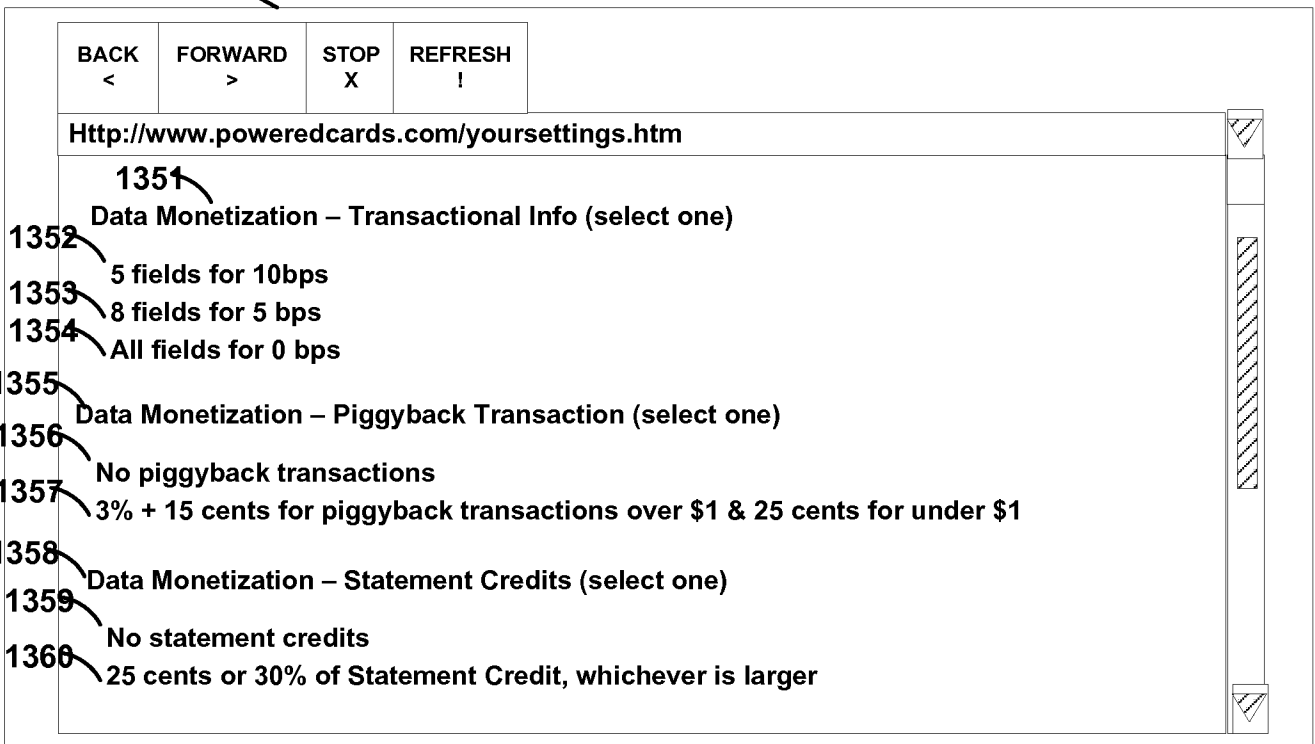 BACK FORWARD STOP REFRESH
< > X !
Http://www.poweredcards.com/yoursettings.htm
1351
Data Monetization – Transactional Info (select one)
1352
5 fields for 10bps
1353
8 fields for 5 bps
1354
All fields for 0 bps
1355
Data Monetization – Piggyback Transaction (select one)
1356
No piggyback transactions
1357
3% + 15 cents for piggyback transactions over $1 & 25 cents for under $1
1358
Data Monetization – Statement Credits (select one)
1359
No statement credits
1360
25 cents or 30% of Statement Credit, whichever is larger